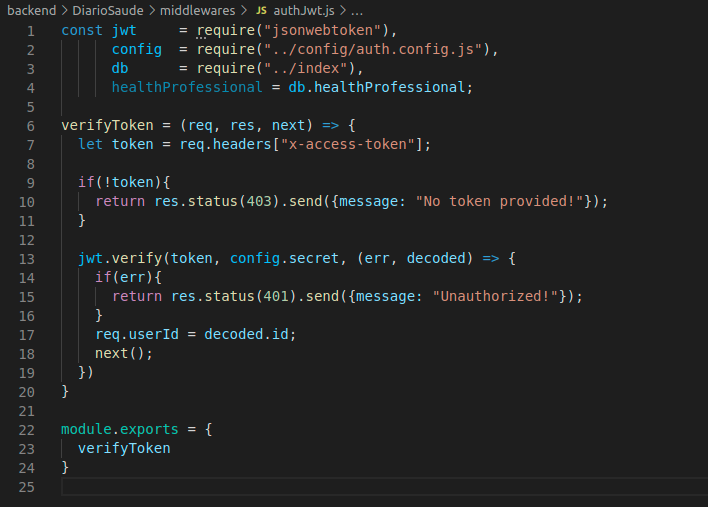 backend > DiarioSaude > middlewares > JS authJwt.js > ...
1 const jwt     = require("jsonwebtoken"),
2       config  = require("../config/auth.config.js"),
3       db      = require("../index"),
4       healthProfessional = db.healthProfessional;
5
6 verifyToken = (req, res, next) => {
7   let token = req.headers["x-access-token"];
8
9   if(!token){
10     return res.status(403).send({message: "No token provided!"});
11   }
12
13   jwt.verify(token, config.secret, (err, decoded) => {
14     if(err){
15       return res.status(401).send({message: "Unauthorized!"});
16     }
17     req.userId = decoded.id;
18     next();
19   })
20 }
21
22 module.exports = {
23   verifyToken
24 }
25